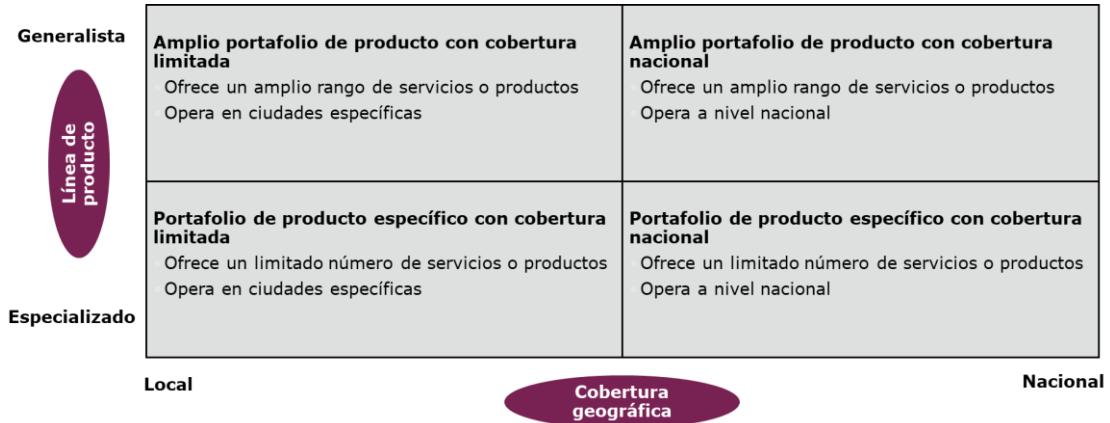 Generalista
Línea de
producto
Especializado
Amplio portafolio de producto con cobertura
limitada
Ofrece un amplio rango de servicios o productos
Opera en ciudades específicas
Amplio portafolio de producto con cobertura
nacional
Ofrece un amplio rango de servicios o productos
Opera a nivel nacional
Portafolio de producto específico con cobertura
limitada
Ofrece un limitado número de servicios o productos
Opera en ciudades específicas
Portafolio de producto específico con cobertura
nacional
Ofrece un limitado número de servicios o productos
Opera a nivel nacional
Local
Cobertura
geográfica
Nacional